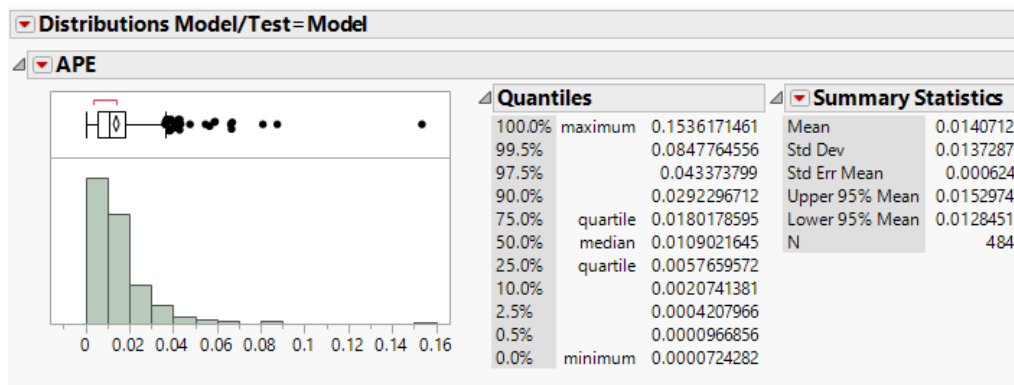 Distributions Model/Test=Model
APE
0 0.02 0.04 0.06 0.08 0.1 0.12 0.14 0.16
Quantiles
100.0% maximum 0.1536171461
99.5% 0.0847764556
97.5% 0.043373799
90.0% 0.0292296712
75.0% quartile 0.0180178595
50.0% median 0.0109021645
25.0% quartile 0.0057659572
10.0% 0.0020741381
2.5% 0.0004207966
0.5% 0.0000966856
0.0% minimum 0.0000724282
Summary Statistics
Mean 0.0140712
Std Dev 0.0137287
Std Err Mean 0.000624
Upper 95% Mean 0.0152974
Lower 95% Mean 0.0128451
N 484